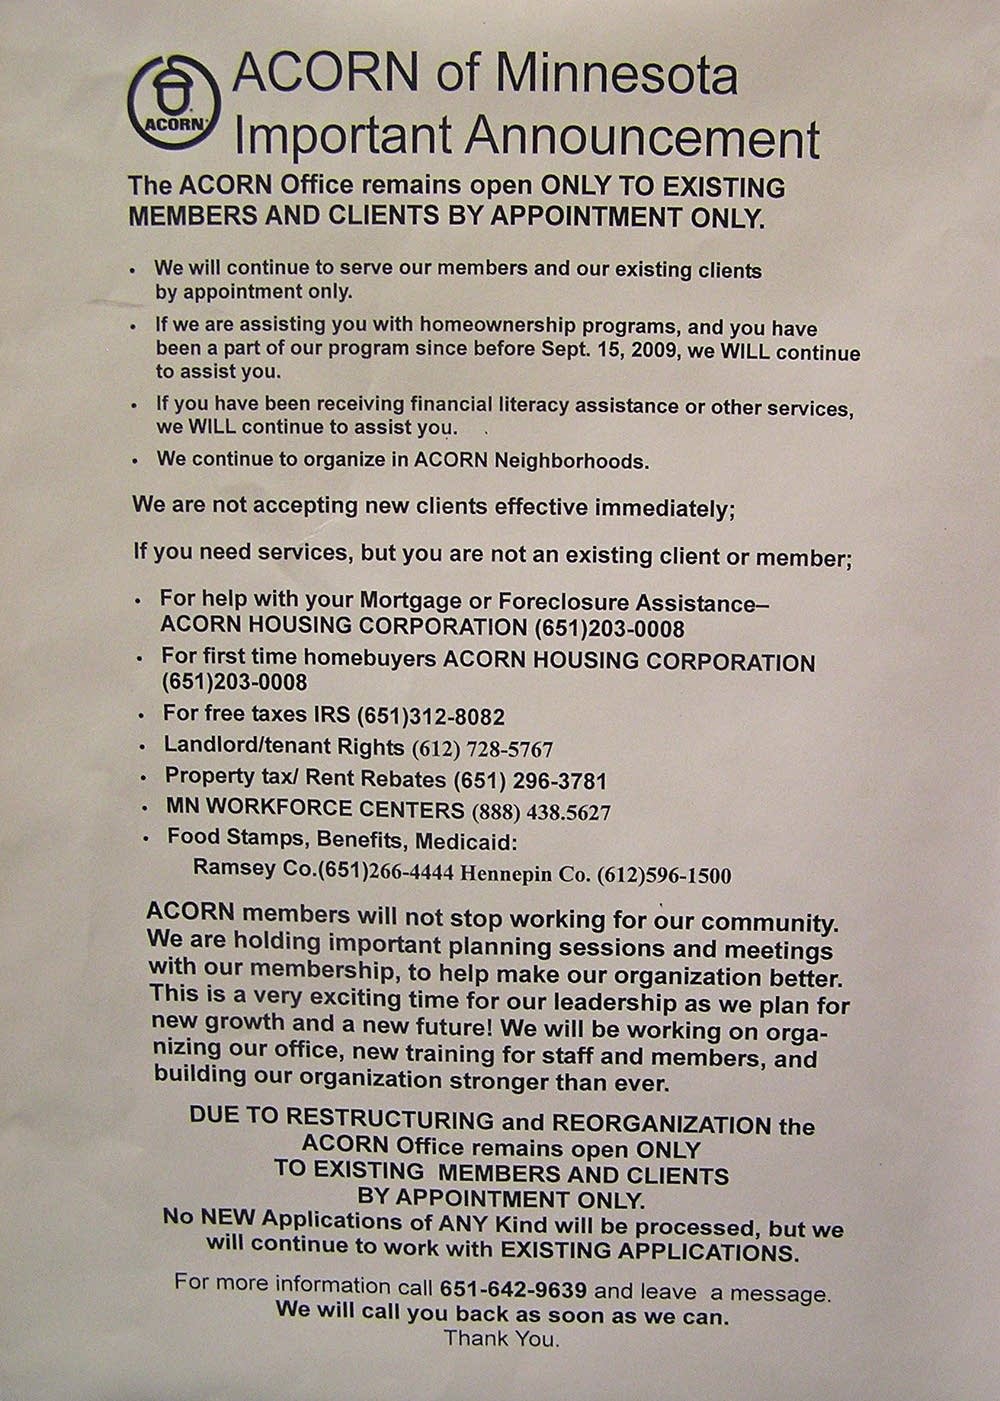 ACORN
ACORN of Minnesota
Important Announcement
The ACORN Office remains open ONLY TO EXISTING
MEMBERS AND CLIENTS BY APPOINTMENT ONLY.
• We will continue to serve our members and our existing clients
by appointment only.
• If we are assisting you with homeownership programs, and you have
been a part of our program since before Sept. 15, 2009, we WILL continue
to assist you.
• If you have been receiving financial literacy assistance or other services,
we WILL continue to assist you.
• We continue to organize in ACORN Neighborhoods.
We are not accepting new clients effective immediately;
If you need services, but you are not an existing client or member;
• For help with your Mortgage or Foreclosure Assistance–
ACORN HOUSING CORPORATION (651)203-0008
• For first time homebuyers ACORN HOUSING CORPORATION
(651)203-0008
• For free taxes IRS (651)312-8082
• Landlord/tenant Rights (612) 728-5767
• Property tax/ Rent Rebates (651) 296-3781
• MN WORKFORCE CENTERS (888) 438.5627
• Food Stamps, Benefits, Medicaid:
Ramsey Co.(651)266-4444 Hennepin Co. (612)596-1500
ACORN members will not stop working for our community.
We are holding important planning sessions and meetings
with our membership, to help make our organization better.
This is a very exciting time for our leadership as we plan for
new growth and a new future! We will be working on orga-
nizing our office, new training for staff and members, and
building our organization stronger than ever.
DUE TO RESTRUCTURING and REORGANIZATION the
ACORN Office remains open ONLY
TO EXISTING MEMBERS AND CLIENTS
BY APPOINTMENT ONLY.
No NEW Applications of ANY Kind will be processed, but we
will continue to work with EXISTING APPLICATIONS.
For more information call 651-642-9639 and leave a message.
We will call you back as soon as we can.
Thank You.